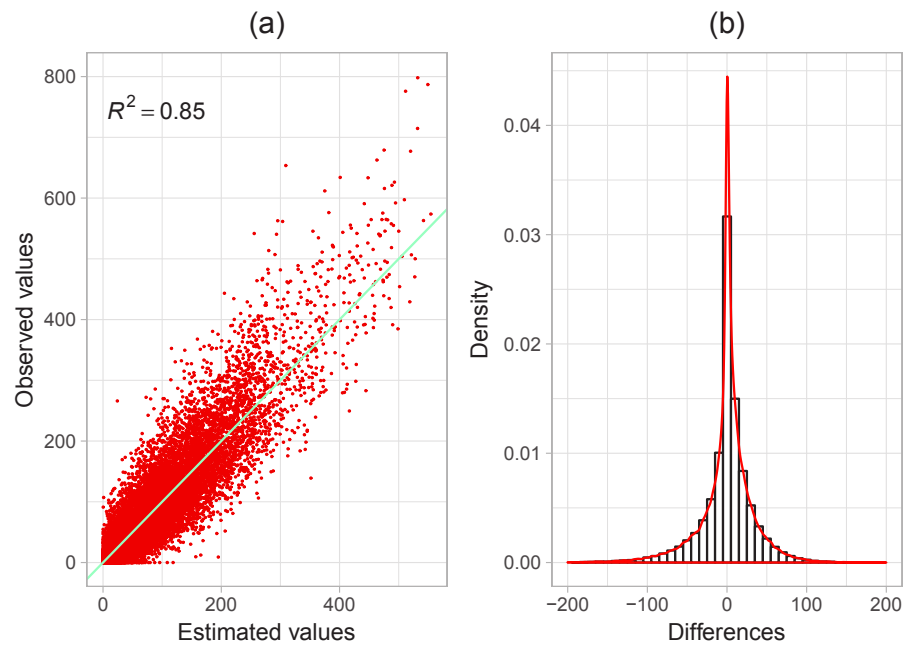 (a)
R² = 0.85
800
600
400
200
0
0 200 400
Observed values
Estimated values
(b)
0.04
0.03
0.02
0.01
0.00
−200 −100 0 100 200
Density
Differences